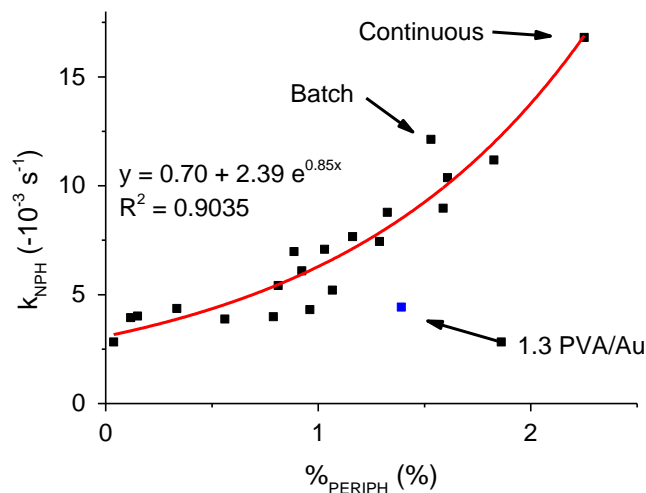 Continuous
Batch
y = 0.70 + 2.39 e^0.85x
R² = 0.9035
1.3 PVA/Au
k_NPH (-10⁻³ s⁻¹)
15
10
5
0
0
1
2
%_PERIPH (%)